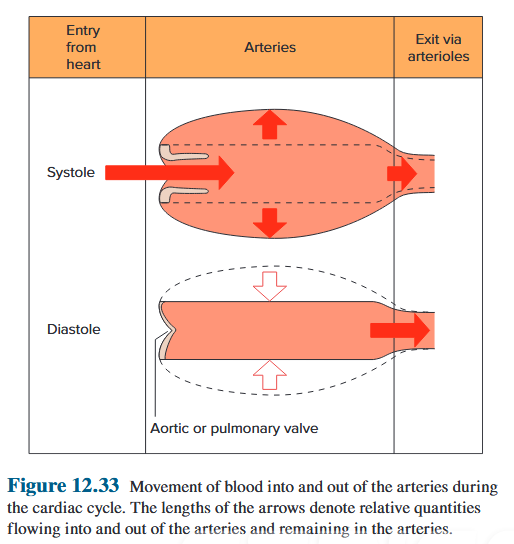 Entry
from
heart
Arteries
Exit via
arterioles
Systole
Diastole
Aortic or pulmonary valve
Figure 12.33 Movement of blood into and out of the arteries during
the cardiac cycle. The lengths of the arrows denote relative quantities
flowing into and out of the arteries and remaining in the arteries.